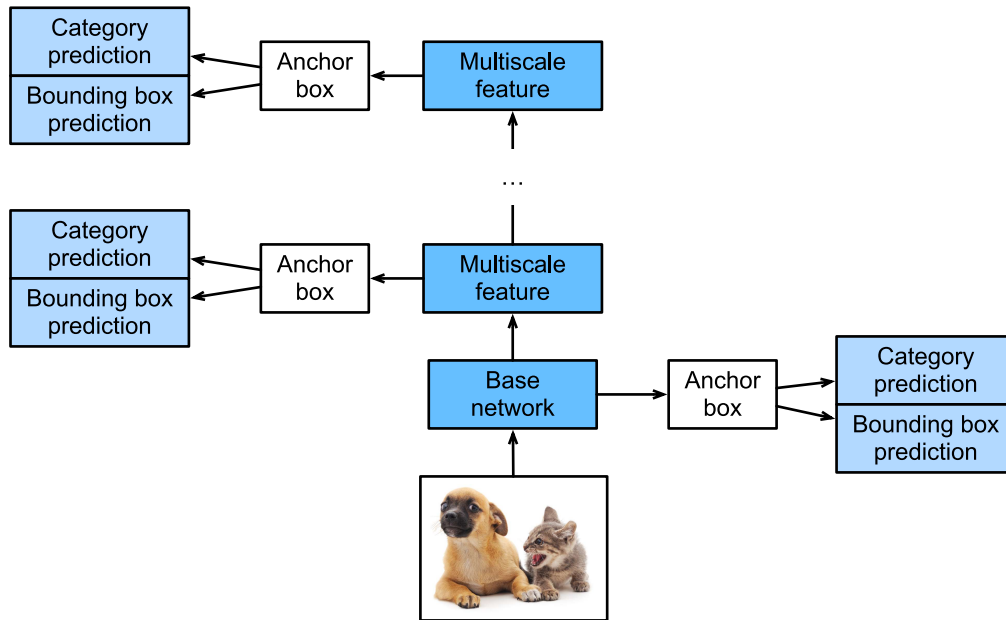 Category
prediction
Bounding box
prediction
Anchor
box
Multiscale
feature
...
Category
prediction
Bounding box
prediction
Anchor
box
Multiscale
feature
Base
network
Anchor
box
Category
prediction
Bounding box
prediction